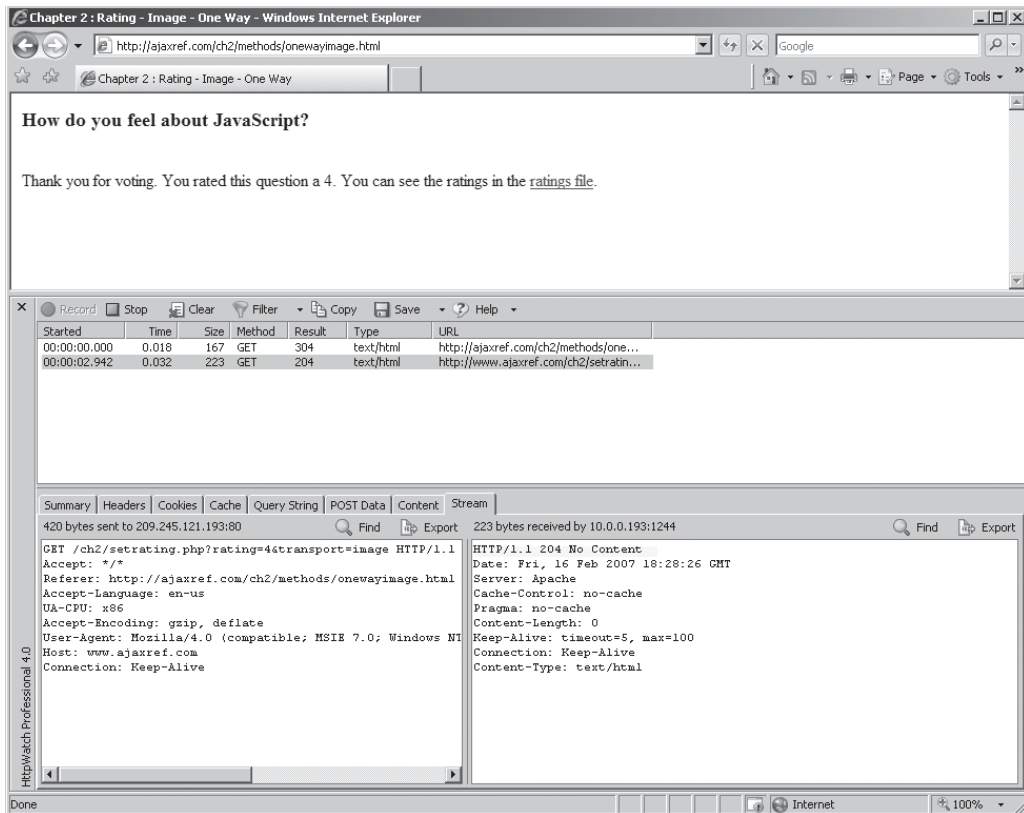 Chapter 2 : Rating - Image - One Way - Windows Internet Explorer
http://ajaxref.com/ch2/methods/onewayimage.html
Google
Chapter 2 : Rating - Image - One Way
Page
Tools
»
How do you feel about JavaScript?
Thank you for voting. You rated this question a 4. You can see the ratings in the ratings file.
Record Stop Clear Filter Copy Save Help
Started Time Size Method Result Type URL
00:00:00.000 0.018 167 GET 304 text/html http://ajaxref.com/ch2/methods/one...
00:00:02.942 0.032 223 GET 204 text/html http://www.ajaxref.com/ch2/setratin...
Summary Headers Cookies Cache Query String POST Data Content Stream
420 bytes sent to 209.245.121.193:80 Find Export
GET /ch2/setrating.php?rating=4&transport=image HTTP/1.1
Accept: */*
Referer: http://ajaxref.com/ch2/methods/onewayimage.html
Accept-Language: en-us
UA-CPU: x86
Accept-Encoding: gzip, deflate
User-Agent: Mozilla/4.0 (compatible; MSIE 7.0; Windows NT
Host: www.ajaxref.com
Connection: Keep-Alive
223 bytes received by 10.0.0.193:1244 Find Export
HTTP/1.1 204 No Content
Date: Fri, 16 Feb 2007 18:28:26 GMT
Server: Apache
Cache-Control: no-cache
Pragma: no-cache
Content-Length: 0
Keep-Alive: timeout=5, max=100
Connection: Keep-Alive
Content-Type: text/html
HttpWatch Professional 4.0
Done
Internet
100%